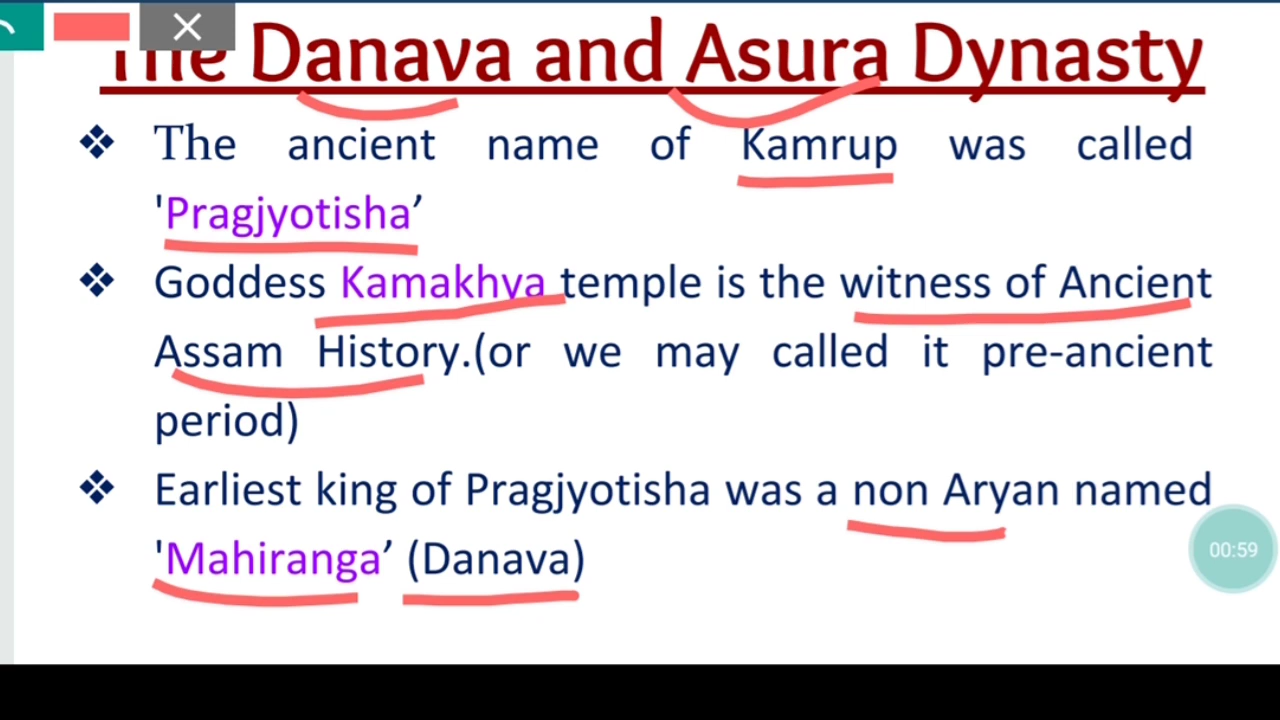 The Danava and Asura Dynasty
❖ The ancient name of Kamrup was called
'Pragjyotisha’
❖ Goddess Kamakhya temple is the witness of Ancient
Assam History.(or we may called it pre-ancient
period)
❖ Earliest king of Pragjyotisha was a non Aryan named
'Mahiranga’ (Danava)
00:59